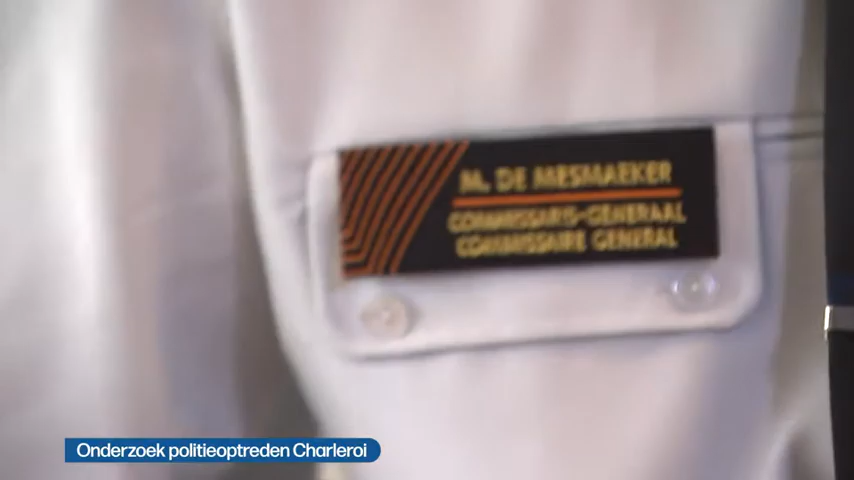 M. DE MESMAEKER
COMMISSARIS-GENERAAL
COMMISSAIRE GENERAL
Onderzoek politieoptreden Charleroi